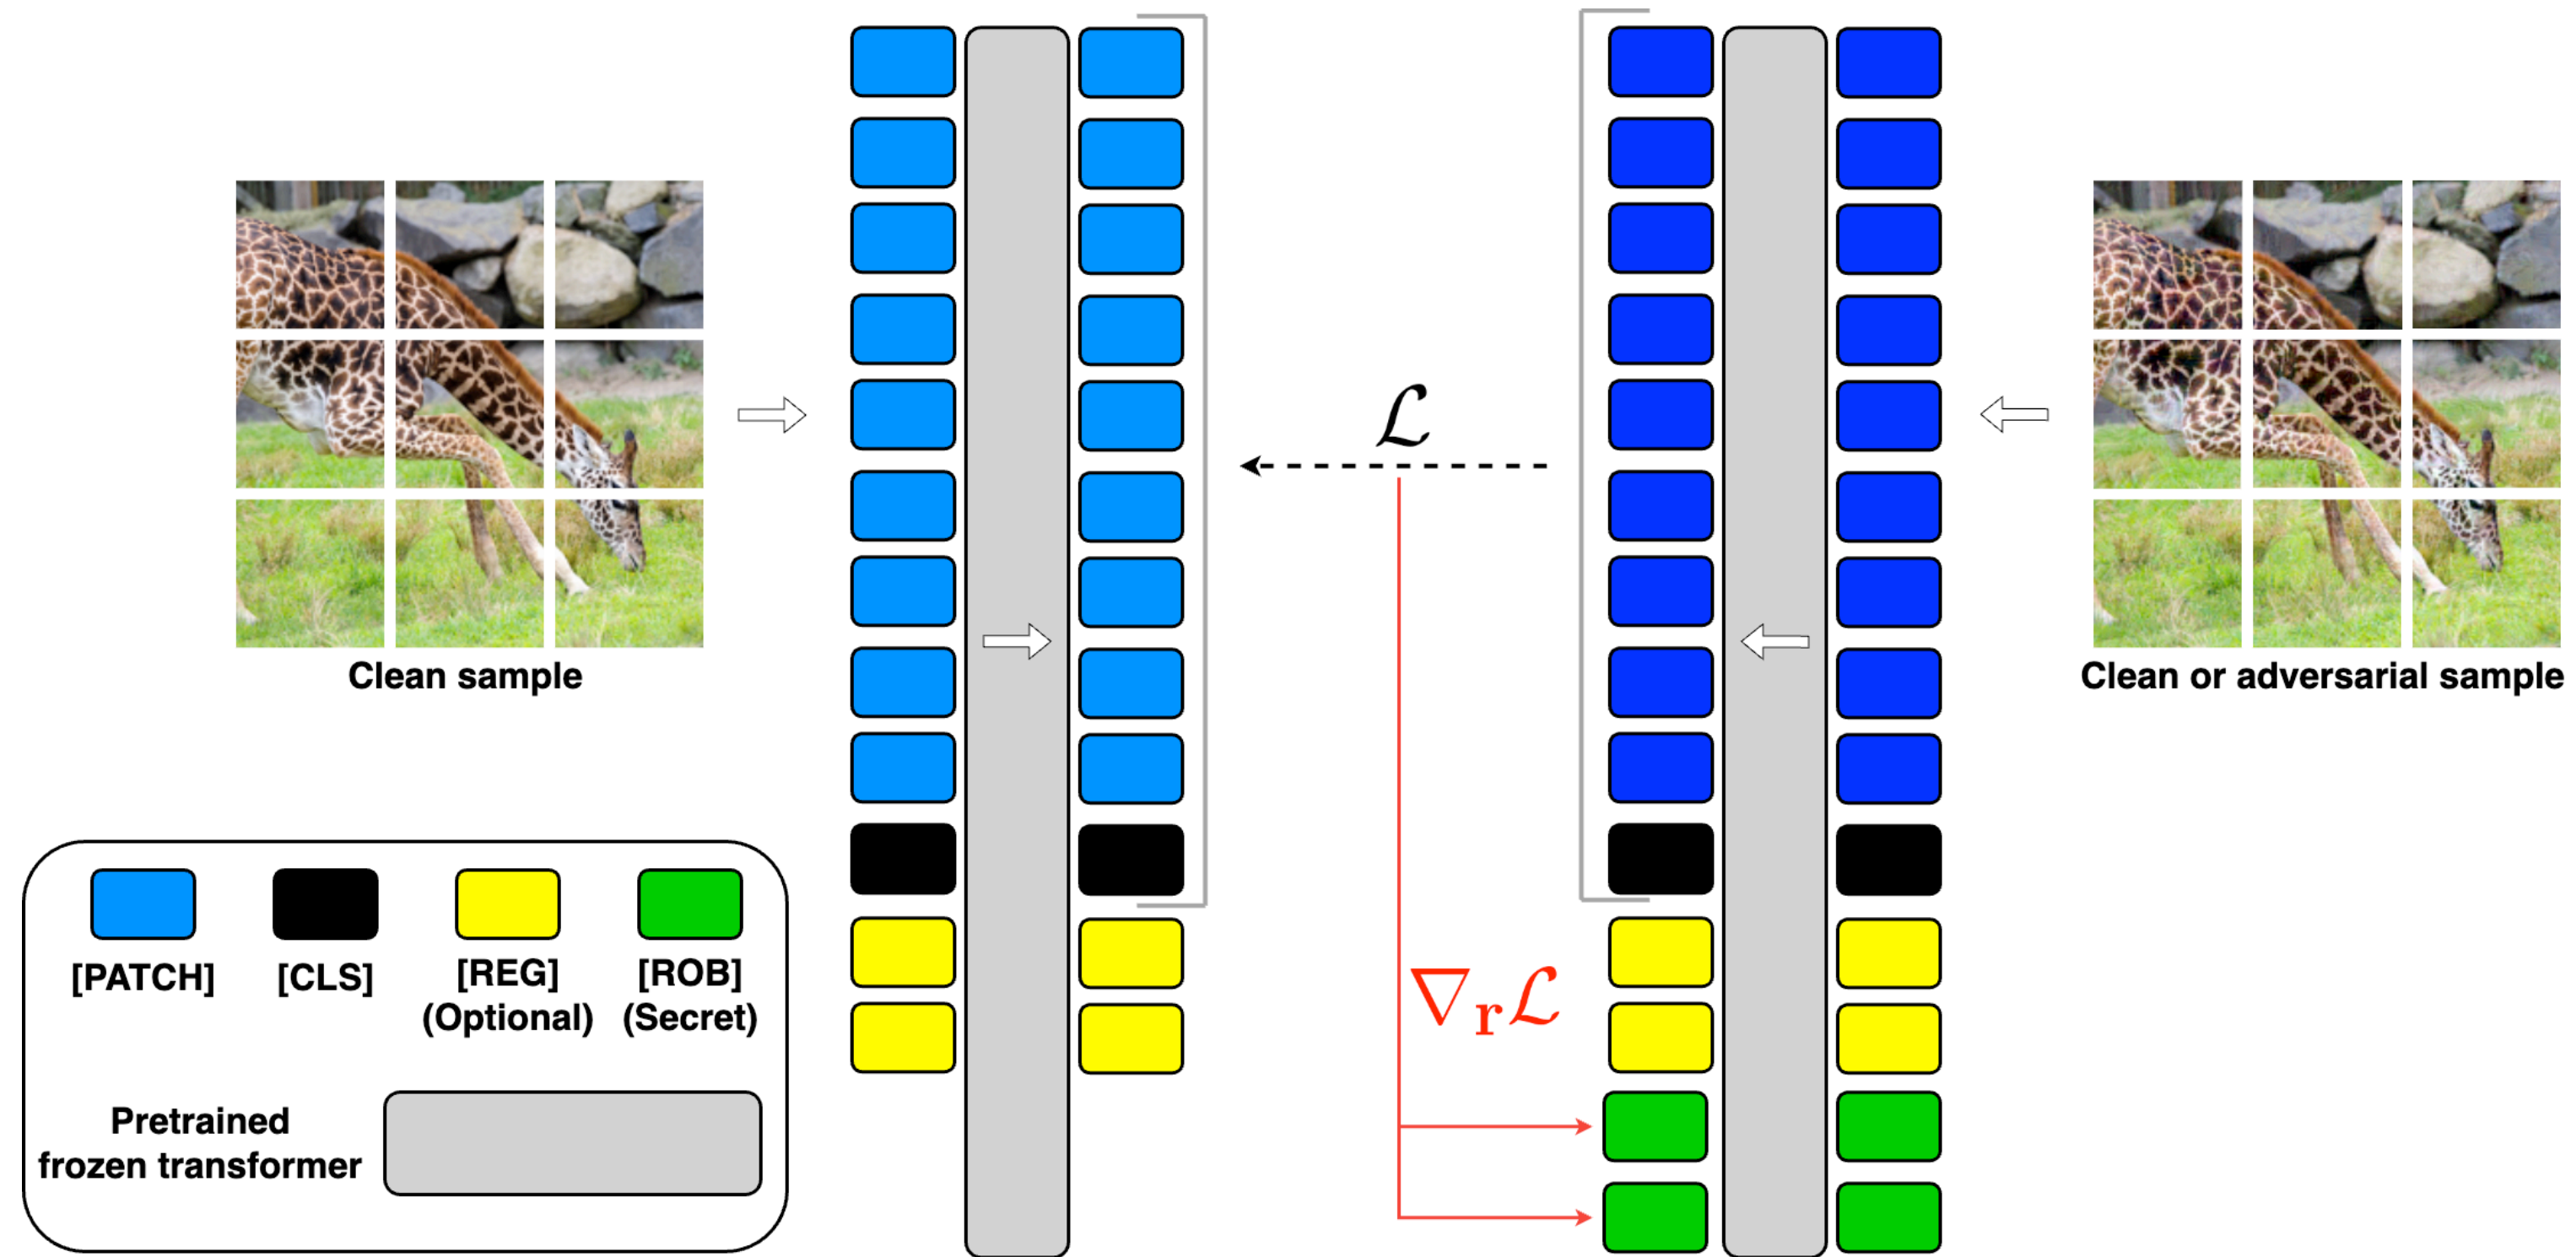 Clean sample
ℒ
Clean or adversarial sample
∇rℒ
[PATCH]
[CLS]
[REG]
(Optional)
[ROB]
(Secret)
Pretrained
frozen transformer